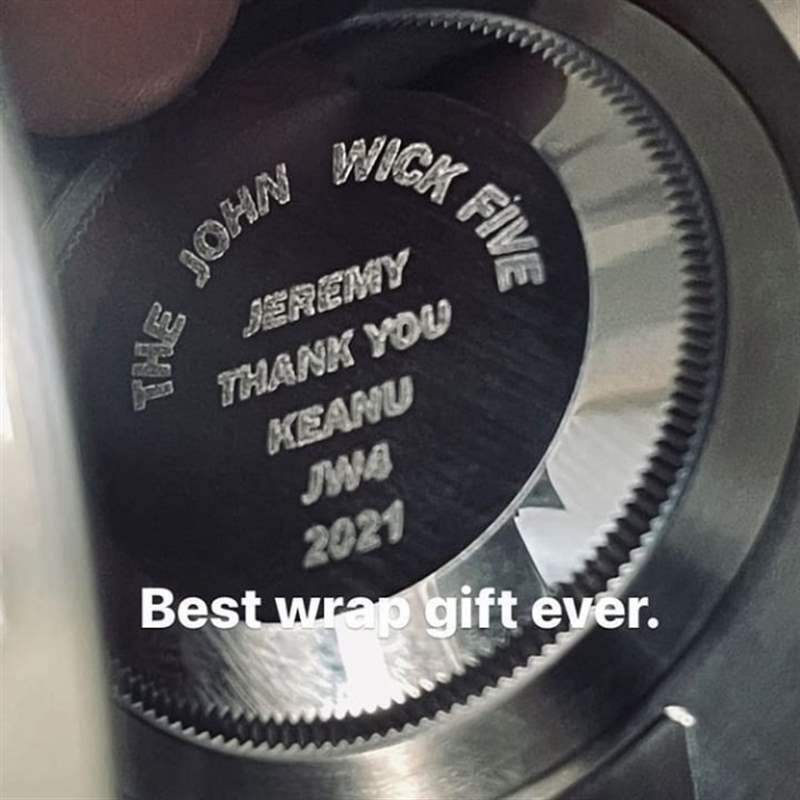 THE JOHN WICK FIVE
JEREMY
THANK YOU
KEANU
JW4
2021
Best wrap gift ever.